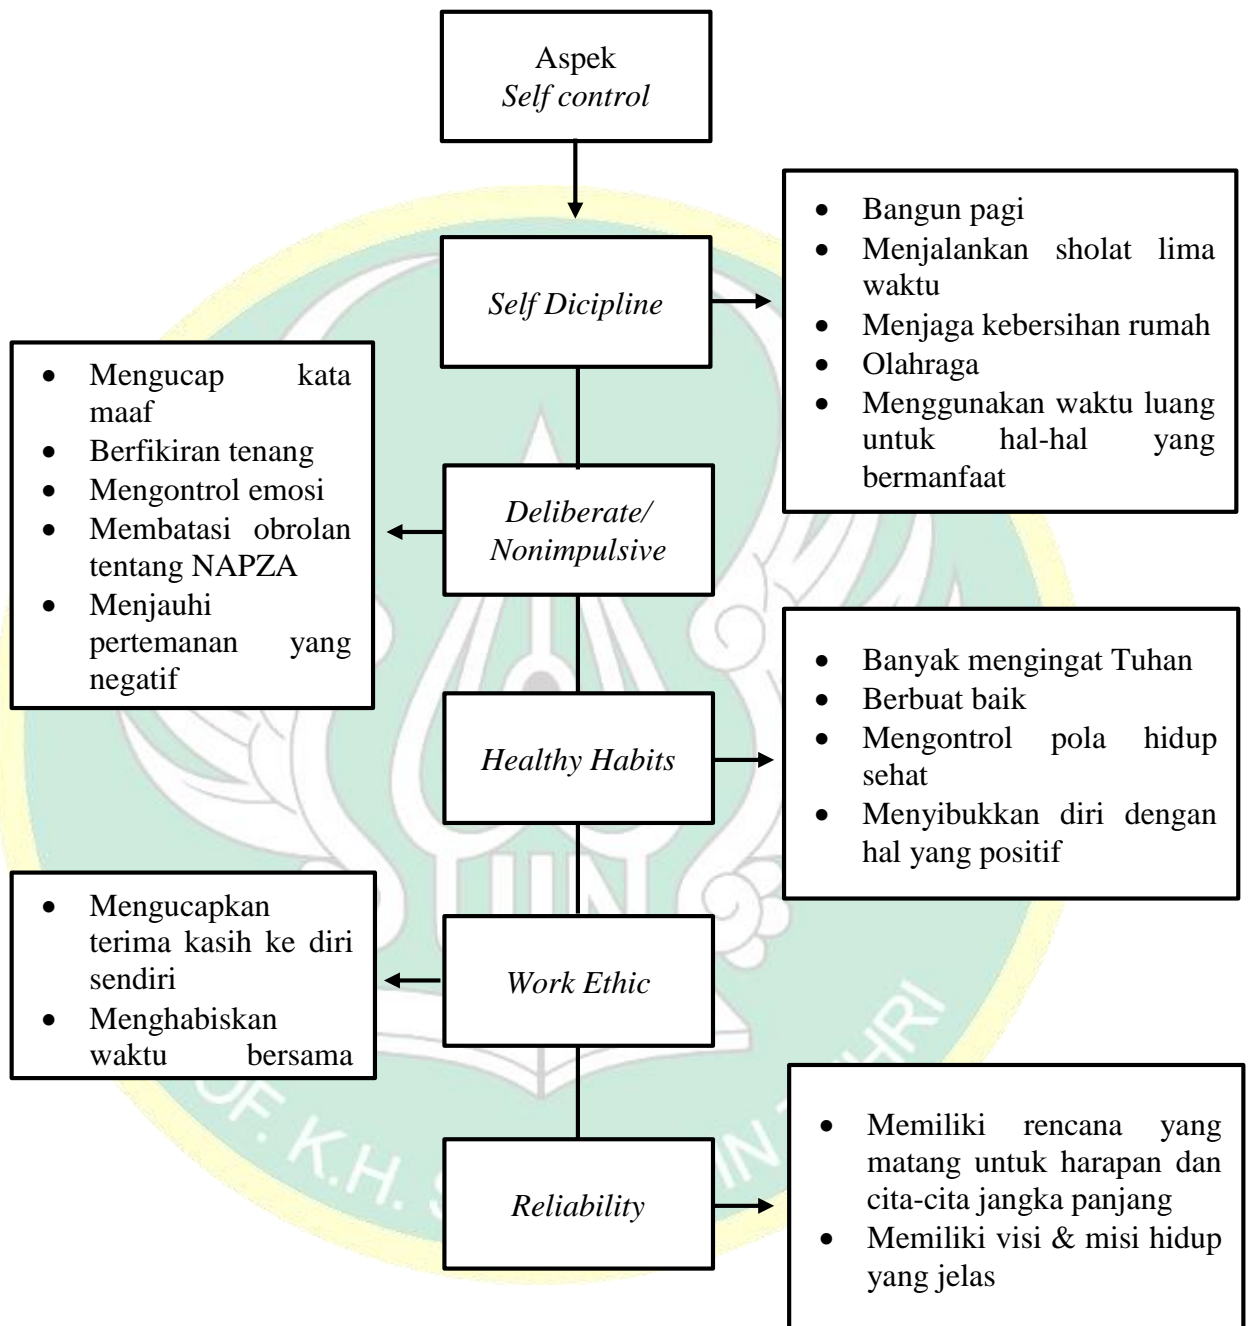 Aspek
Self control
Self Dicipline
• Bangun pagi
• Menjalankan sholat lima
waktu
• Menjaga kebersihan rumah
• Olahraga
• Menggunakan waktu luang
untuk hal-hal yang
bermanfaat
Deliberate/
Nonimpulsive
• Mengucap kata
maaf
• Berfikiran tenang
• Mengontrol emosi
• Membatasi obrolan
tentang NAPZA
• Menjauhi
pertemanan yang
negatif
Healthy Habits
• Banyak mengingat Tuhan
• Berbuat baik
• Mengontrol pola hidup
sehat
• Menyibukkan diri dengan
hal yang positif
Work Ethic
• Mengucapkan
terima kasih ke diri
sendiri
• Menghabiskan
waktu bersama
Reliability
• Memiliki rencana yang
matang untuk harapan dan
cita-cita jangka panjang
• Memiliki visi & misi hidup
yang jelas
UIN
K.H.